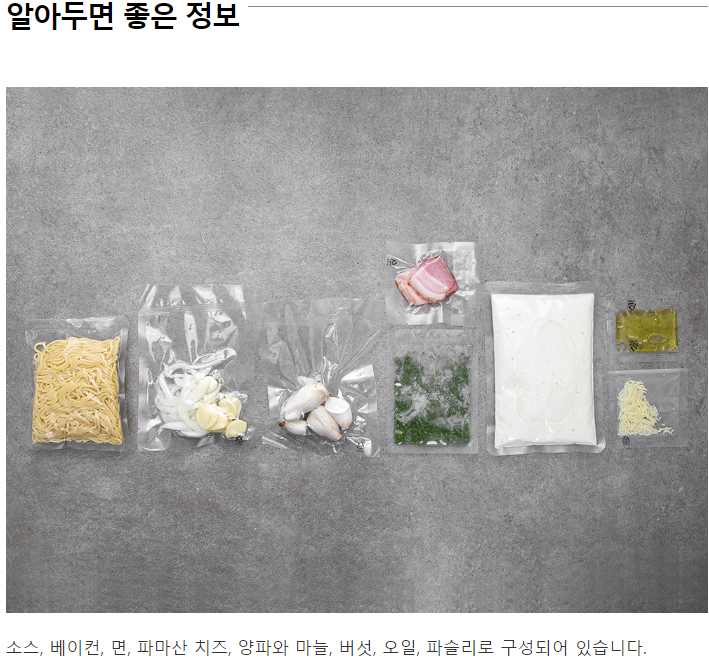 알아두면 좋은 정보
소스, 베이컨, 면, 파마산 치즈, 양파와 마늘, 버섯, 오일, 파슬리로 구성되어 있습니다.